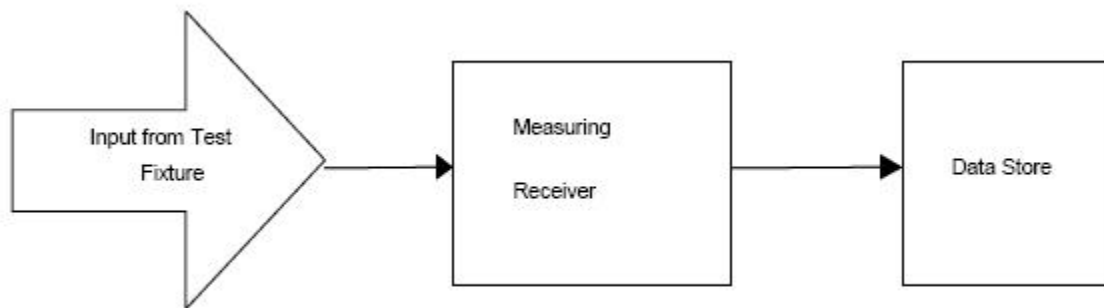 Input from Test
Fixture
Measuring
Receiver
Data Store